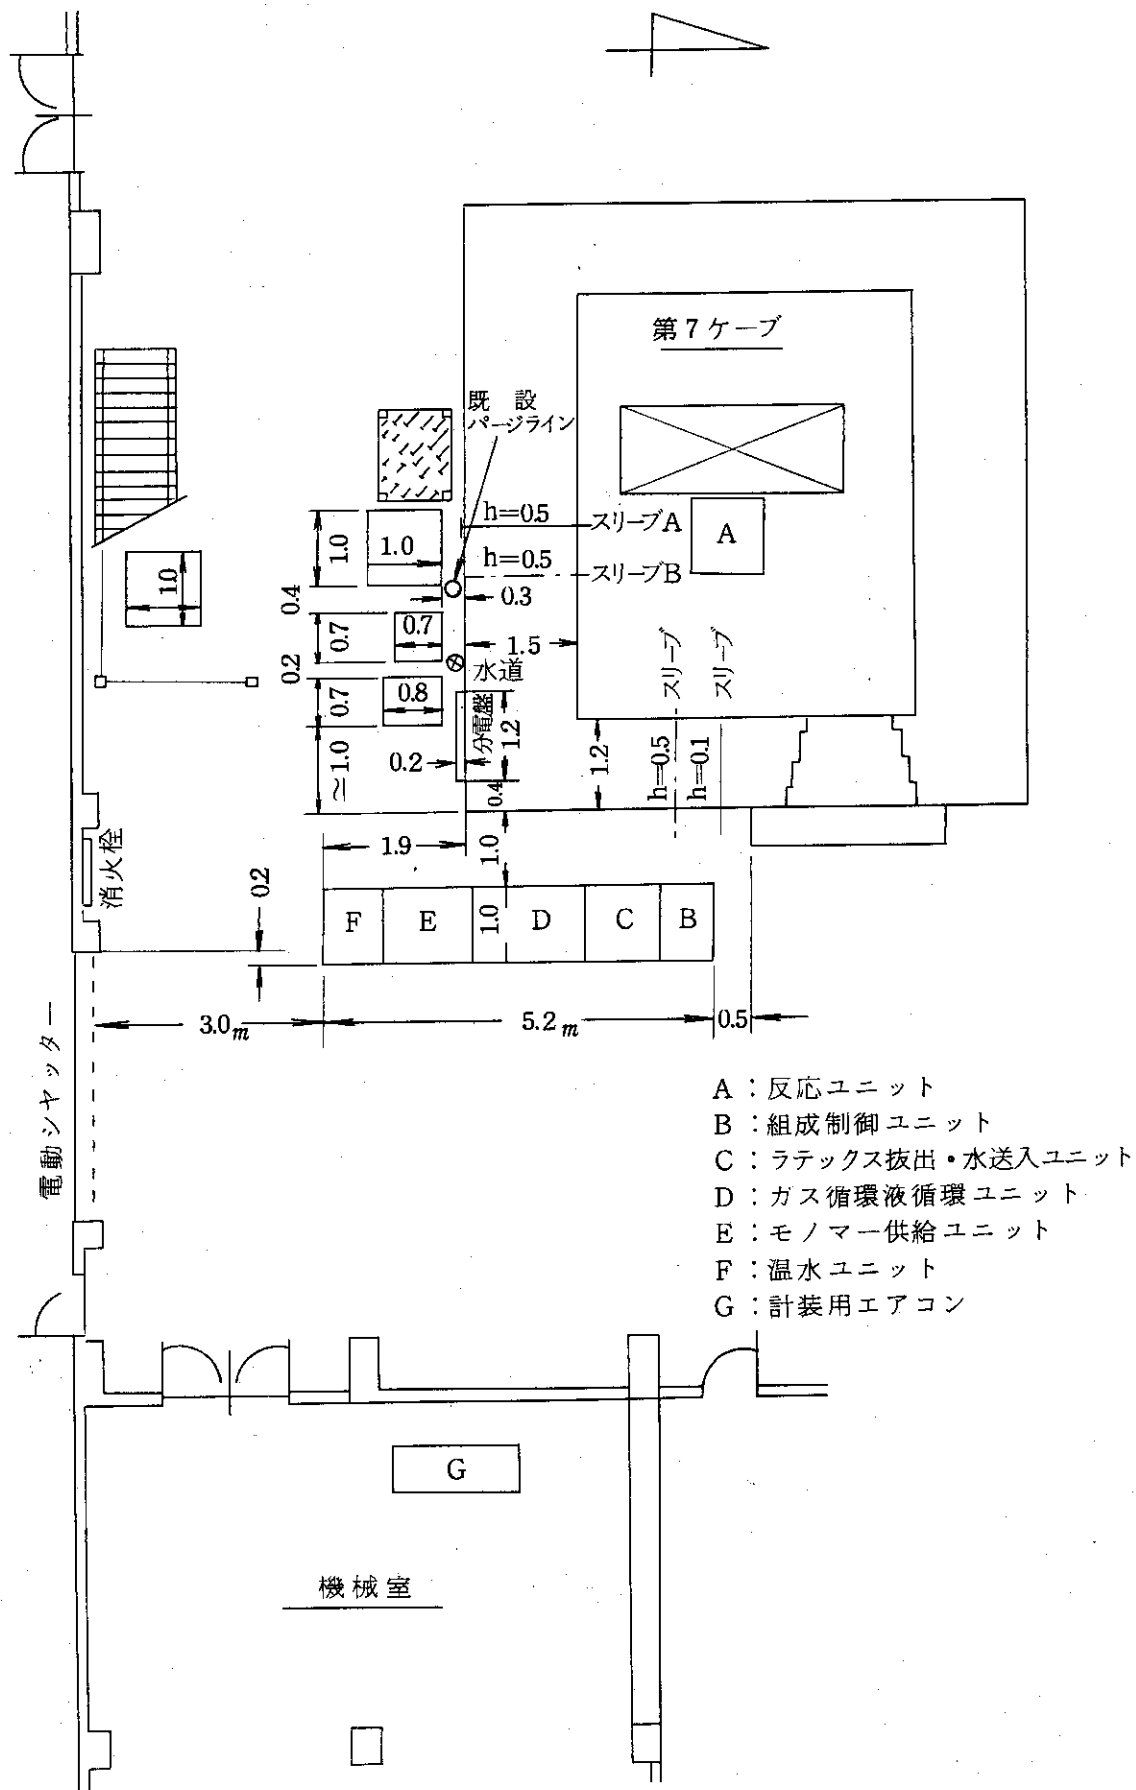 第7ケーブ
既設
パージライン
h=0.5
スリーブA
A
1.0
1.0
h=0.5
スリーブB
1.0
0.4
0.3
0.7
0.7
1.5
スリーブ
スリーブ
0.2
水道
0.7
0.8
分電盤
1.2
0.2
≃1.0
1.2
h=0.5
h=0.1
0.4
消火栓
1.9
1.0
0.2
F
E
1.0
D
C
B
3.0m
5.2m
0.5
電動シャッター
A:反応ユニット
B:組成制御ユニット
C:ラテックス抜出・水送入ユニット
D:ガス循環液循環ユニット
E:モノマー供給ユニット
F:温水ユニット
G:計装用エアコン
G
機械室